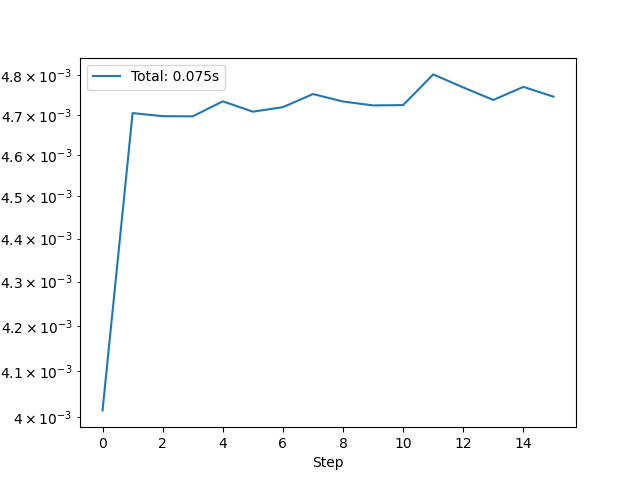 Total: 0.075s
4.8 × 10⁻³
4.7 × 10⁻³
4.6 × 10⁻³
4.5 × 10⁻³
4.4 × 10⁻³
4.3 × 10⁻³
4.2 × 10⁻³
4.1 × 10⁻³
4 × 10⁻³
0 2 4 6 8 10 12 14
Step